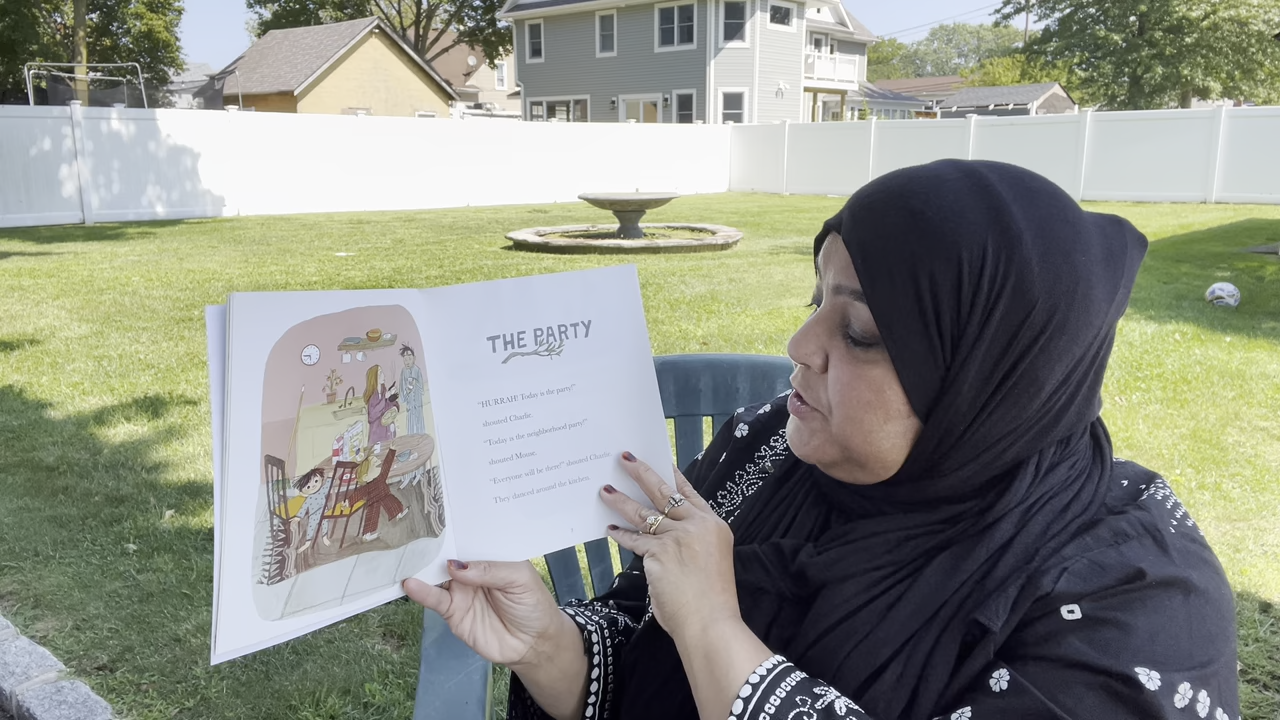 THE PARTY
"HURRAH! Today is the party!"
shouted Charlie.
"Today is the neighborhood party!"
shouted Mouse.
"Everyone will be there!" shouted Charlie.
They danced around the kitchen.